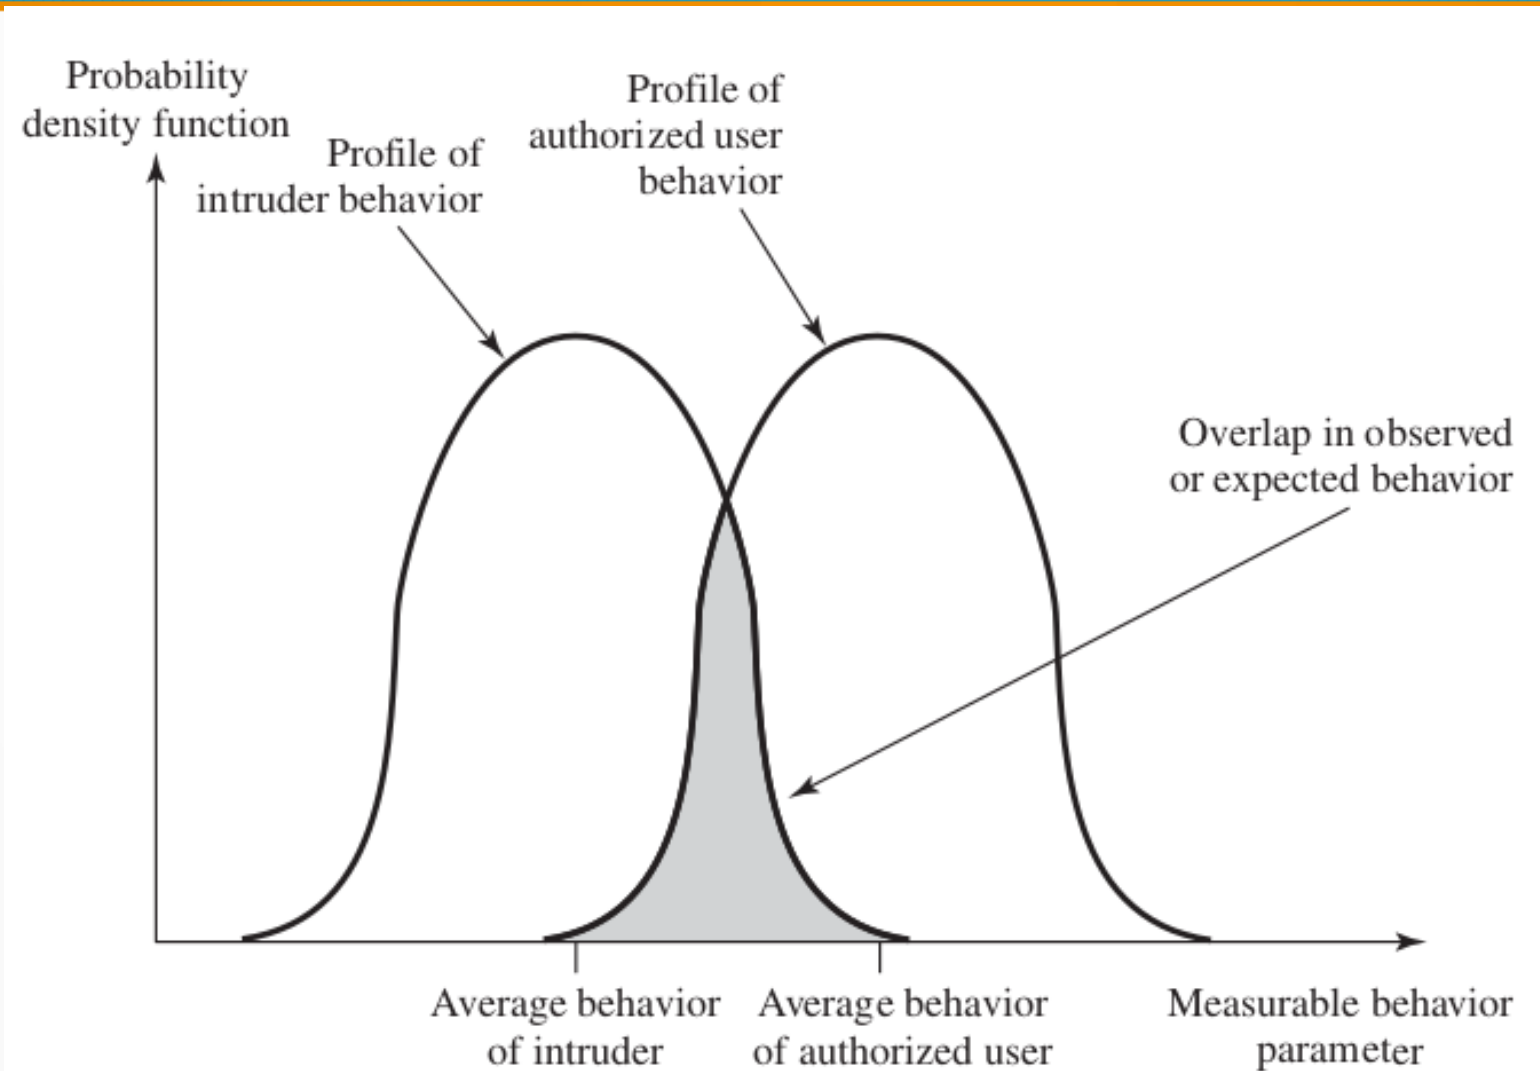 Probability
density function
Profile of
intruder behavior
Profile of
authorized user
behavior
Overlap in observed
or expected behavior
Average behavior
of intruder
Average behavior
of authorized user
Measurable behavior
parameter